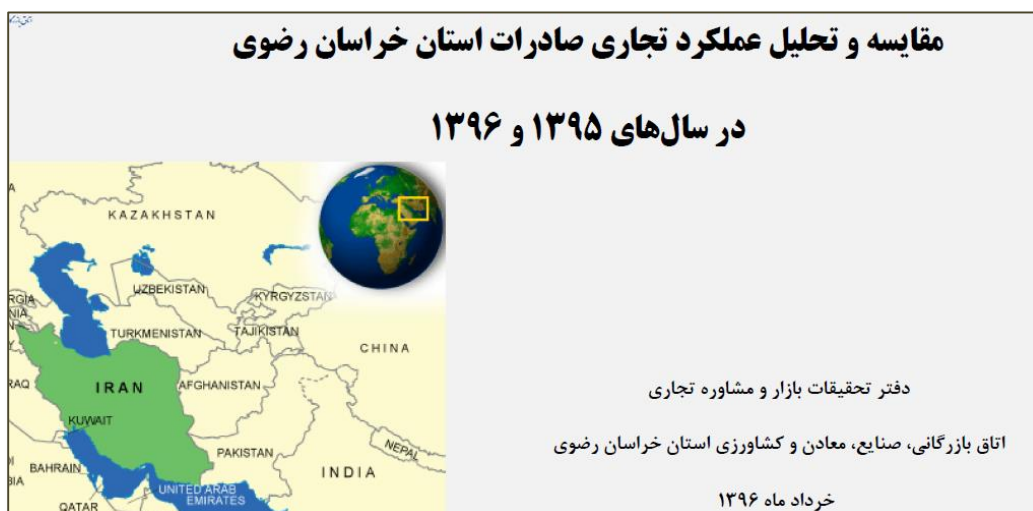 مقایسه و تحلیل عملکرد تجاری صادرات استان خراسان رضوی
در سال‌های ۱۳۹۵ و ۱۳۹۶
KAZAKHSTAN
UZBEKISTAN
KYRGYZSTAN
TURKMENISTAN
TAJIKISTAN
CHINA
IRAN
AFGHANISTAN
KUWAIT
PAKISTAN
NEPAL
BAHRAIN
INDIA
UNITED ARAB
EMIRATES
QATAR
دفتر تحقیقات بازار و مشاوره تجاری
اتاق بازرگانی، صنایع، معادن و کشاورزی استان خراسان رضوی
خرداد ماه ۱۳۹۶